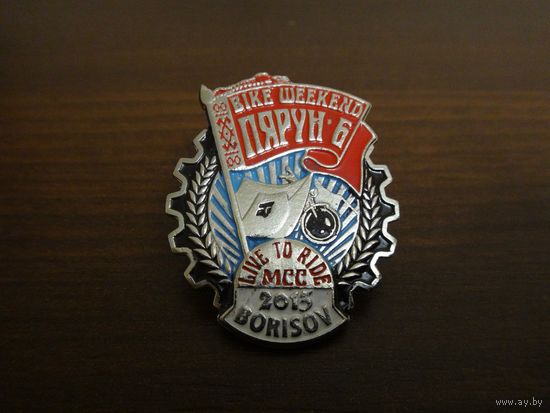 BIKE WEEKEND
ПЯРУН·6
LIVE TO RIDE
MCC
2015
BORISOV
www.ay.by